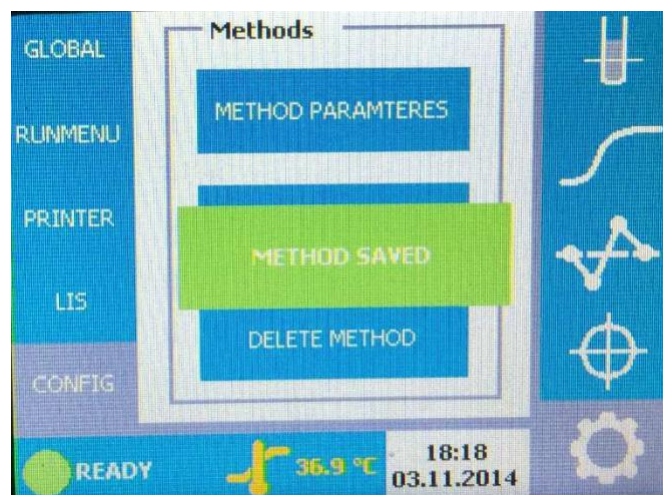 GLOBAL
RUNMENU
PRINTER
LIS
CONFIG
Methods
METHOD PARAMTERES
METHOD SAVED
DELETE METHOD
READY
36.9 °C
18:18
03.11.2014